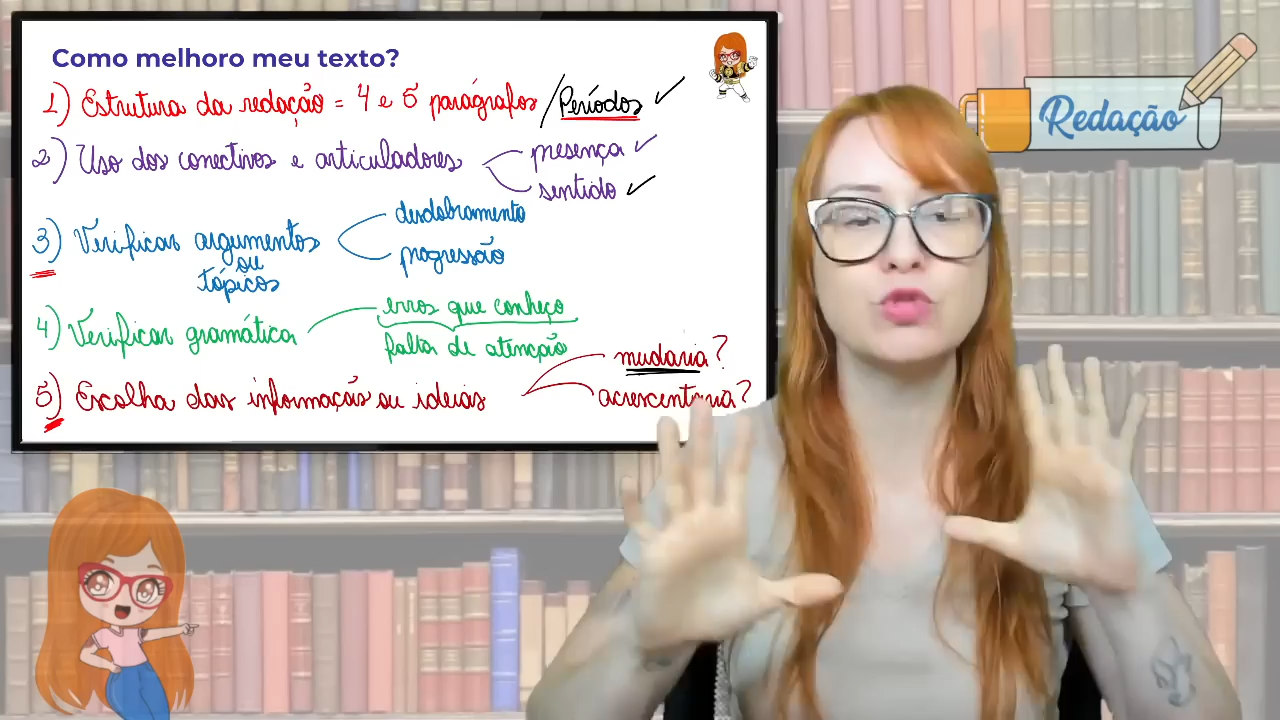 Como melhoro meu texto?
1) Estrutura da redação = 4 e 5 parágrafos / Períodos ✓
2) Uso dos conectivos e articuladores
presença ✓
sentido ✓
3) Verificar argumentos ou tópicos
desdobramento
progressão
4) Verificar gramática
erros que conheço
falta de atenção
5) Escolha das informação ou ideias
mudaria?
acrescentaria?
Redação